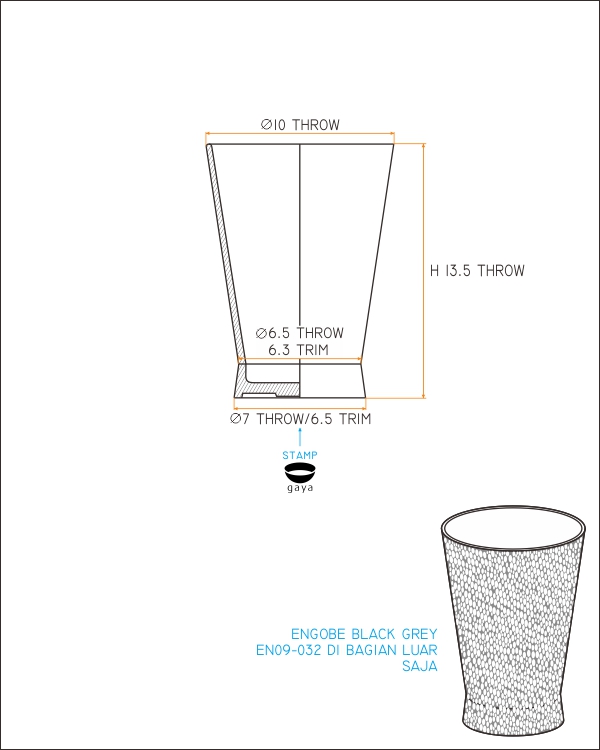 ∅10 THROW
H 13.5 THROW
∅6.5 THROW
6.3 TRIM
∅7 THROW/6.5 TRIM
STAMP
gaya
ENGOBE BLACK GREY
EN09-032 DI BAGIAN LUAR
SAJA